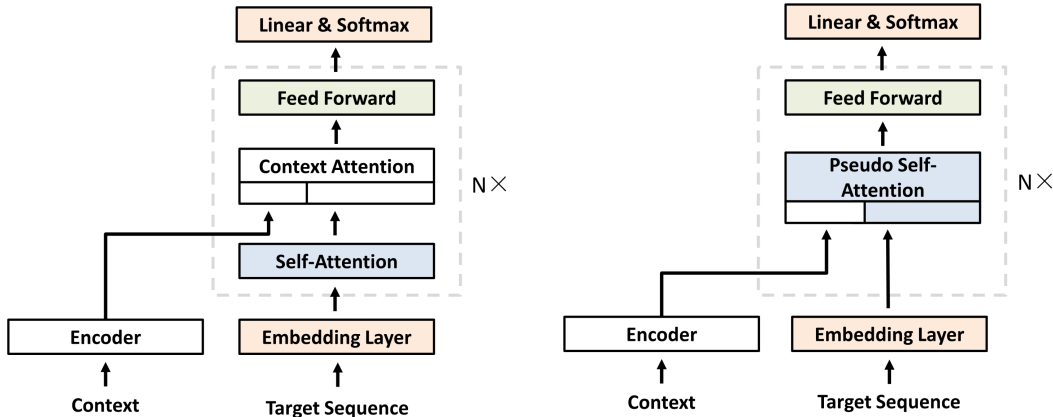 Linear & Softmax
Feed Forward
Context Attention
N×
Self-Attention
Encoder
Embedding Layer
Context
Target Sequence
Linear & Softmax
Feed Forward
Pseudo Self-
Attention
N×
Encoder
Embedding Layer
Context
Target Sequence